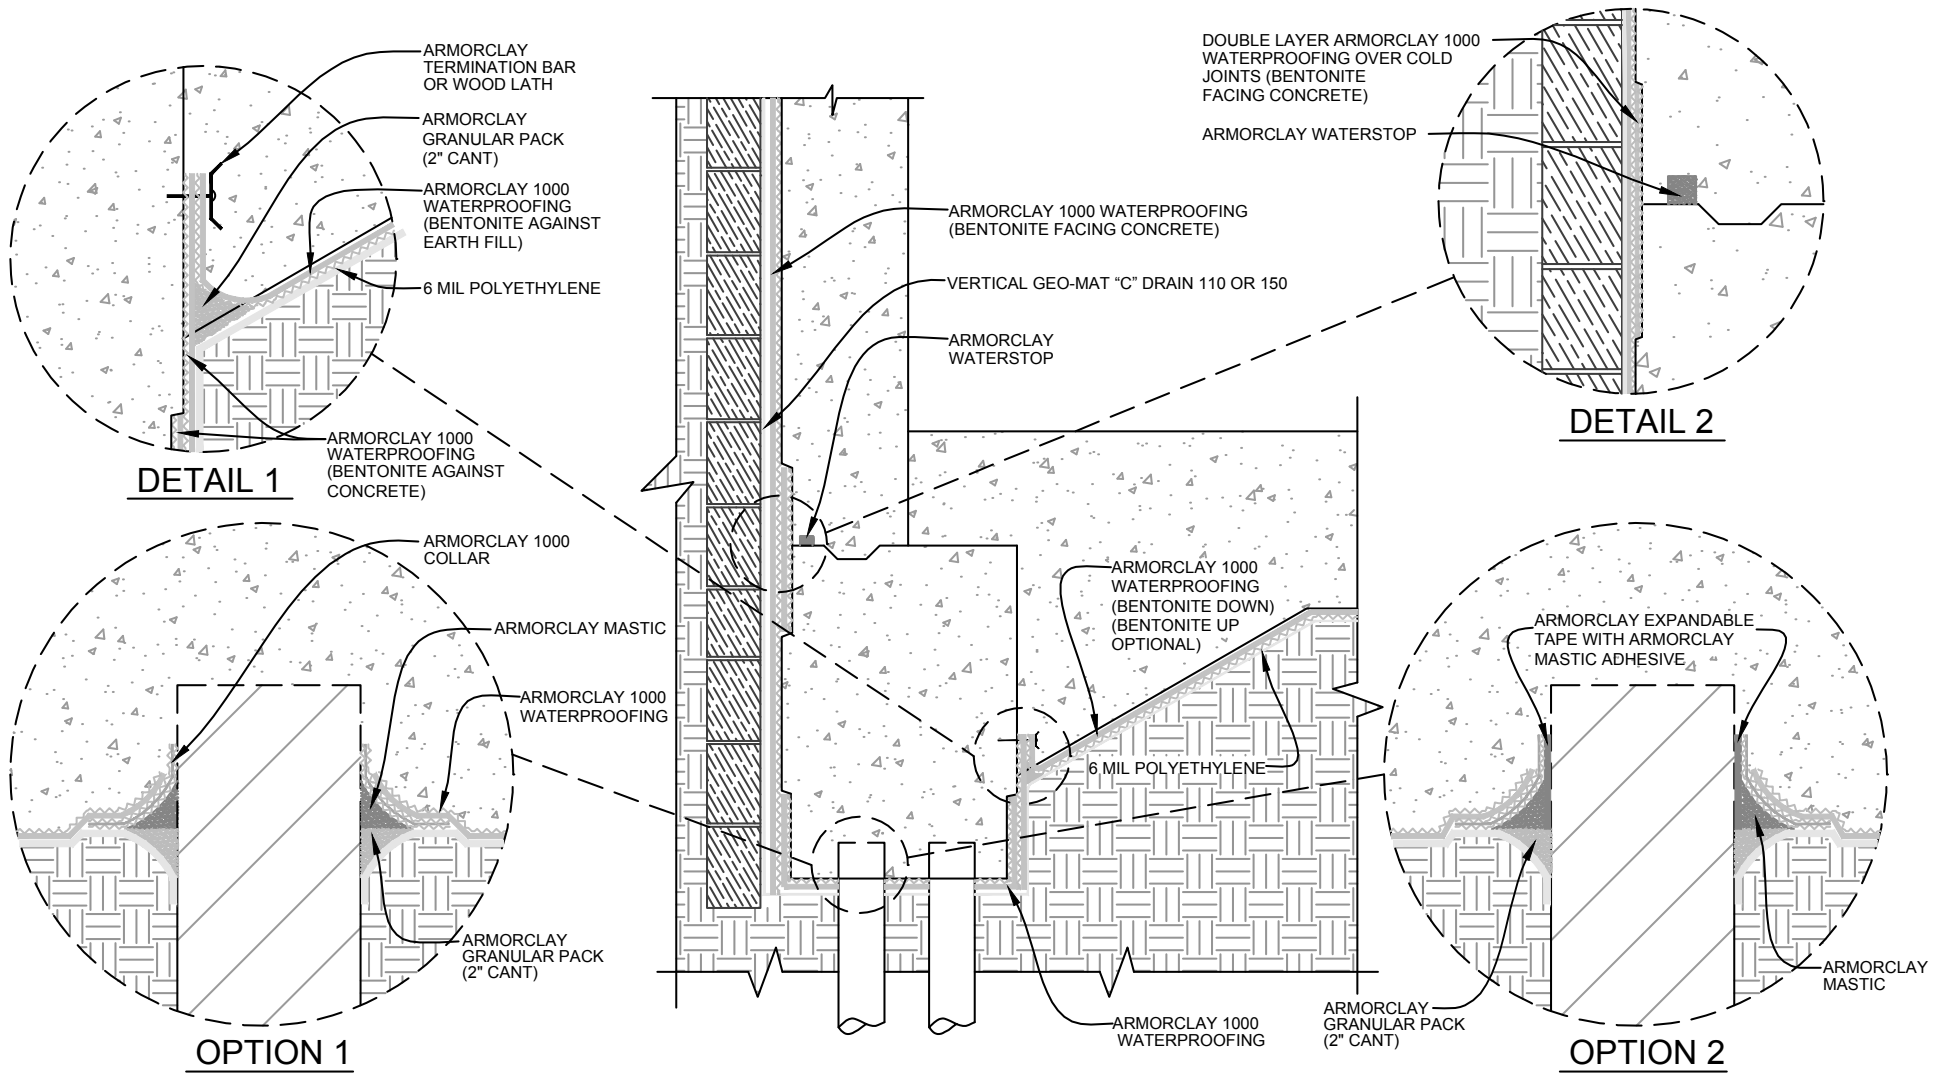 ARMORCLAY
TERMINATION BAR
OR WOOD LATH
ARMORCLAY
GRANULAR PACK
(2" CANT)
ARMORCLAY 1000
WATERPROOFING
(BENTONITE AGAINST
EARTH FILL)
6 MIL POLYETHYLENE
ARMORCLAY 1000
WATERPROOFING
(BENTONITE AGAINST
CONCRETE)
DETAIL 1
DOUBLE LAYER ARMORCLAY 1000
WATERPROOFING OVER COLD
JOINTS (BENTONITE
FACING CONCRETE)
ARMORCLAY WATERSTOP
DETAIL 2
ARMORCLAY 1000 WATERPROOFING
(BENTONITE FACING CONCRETE)
VERTICAL GEO-MAT “C” DRAIN 110 OR 150
ARMORCLAY
WATERSTOP
ARMORCLAY 1000
WATERPROOFING
(BENTONITE DOWN)
(BENTONITE UP
OPTIONAL)
6 MIL POLYETHYLENE
ARMORCLAY 1000
WATERPROOFING
ARMORCLAY 1000
COLLAR
ARMORCLAY MASTIC
ARMORCLAY 1000
WATERPROOFING
ARMORCLAY
GRANULAR PACK
(2" CANT)
OPTION 1
ARMORCLAY EXPANDABLE
TAPE WITH ARMORCLAY
MASTIC ADHESIVE
ARMORCLAY
MASTIC
ARMORCLAY
GRANULAR PACK
(2" CANT)
OPTION 2